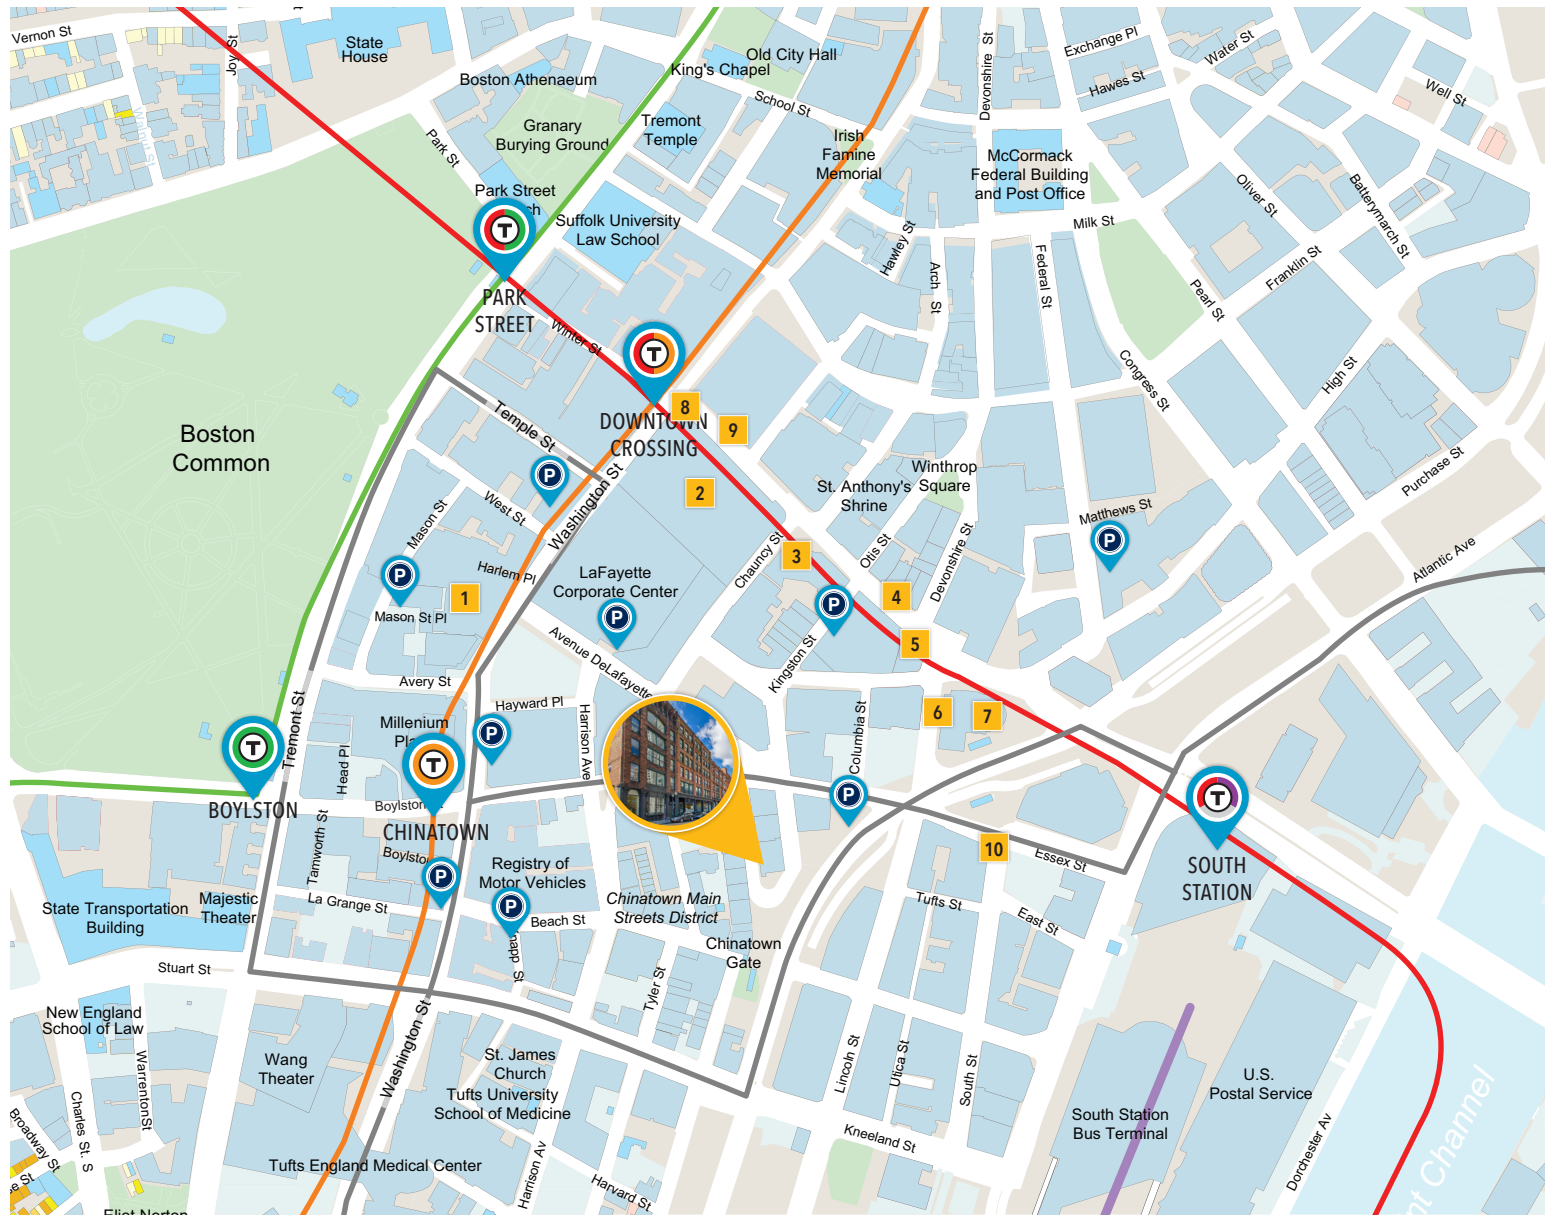 Vernon St
Joy St
State
House
Walnut St
Boston Athenaeum
Park St
Granary
Burying Ground
King's Chapel
Old City Hall
School St
Tremont
Temple
Irish
Famine
Memorial
Devonshire St
Exchange Pl
Water St
Hawes St
Well St
McCormack
Federal Building
and Post Office
Oliver St
Batterymarch St
Milk St
Franklin St
Pearl St
Park Street
Suffolk University
Law School
Hawley St
Arch St
Federal St
T
PARK
STREET
Winter St
T
DOWNTOWN
CROSSING
8
9
2
Congress St
High St
Purchase St
Atlantic Ave
Boston
Common
Temple St
P
West St
Mason St
Washington St
Harlem Pl
P
Mason St Pl
1
LaFayette
Corporate Center
P
Avenue DeLafayette
Chauncy St
St. Anthony's
Shrine
Winthrop
Square
Otis St
Devonshire St
Matthews St
P
3
P
4
5
Kingston St
6
7
Columbia St
Avery St
Hayward Pl
Harrison Ave
P
Millenium
T
CHINATOWN
Tremont St
T
BOYLSTON
Head Pl
Boylston
Boylston
Tamworth St
P
P
T
SOUTH
STATION
10
Essex St
Registry of
Motor Vehicles
P
Beach St
Knapp St
Chinatown Main
Streets District
Chinatown
Gate
Majestic
Theater
State Transportation
Building
La Grange St
Stuart St
Tufts St
East St
Tyler St
New England
School of Law
Warrenton St
Wang
Theater
Washington St
St. James
Church
Tufts University
School of Medicine
Lincoln St
Utica St
South St
U.S.
Postal Service
South Station
Bus Terminal
Kneeland St
Charles St. S
Broadway St
Tufts England Medical Center
Harrison Av
Harvard St
Dorchester Av
Channel
Eliot Norton